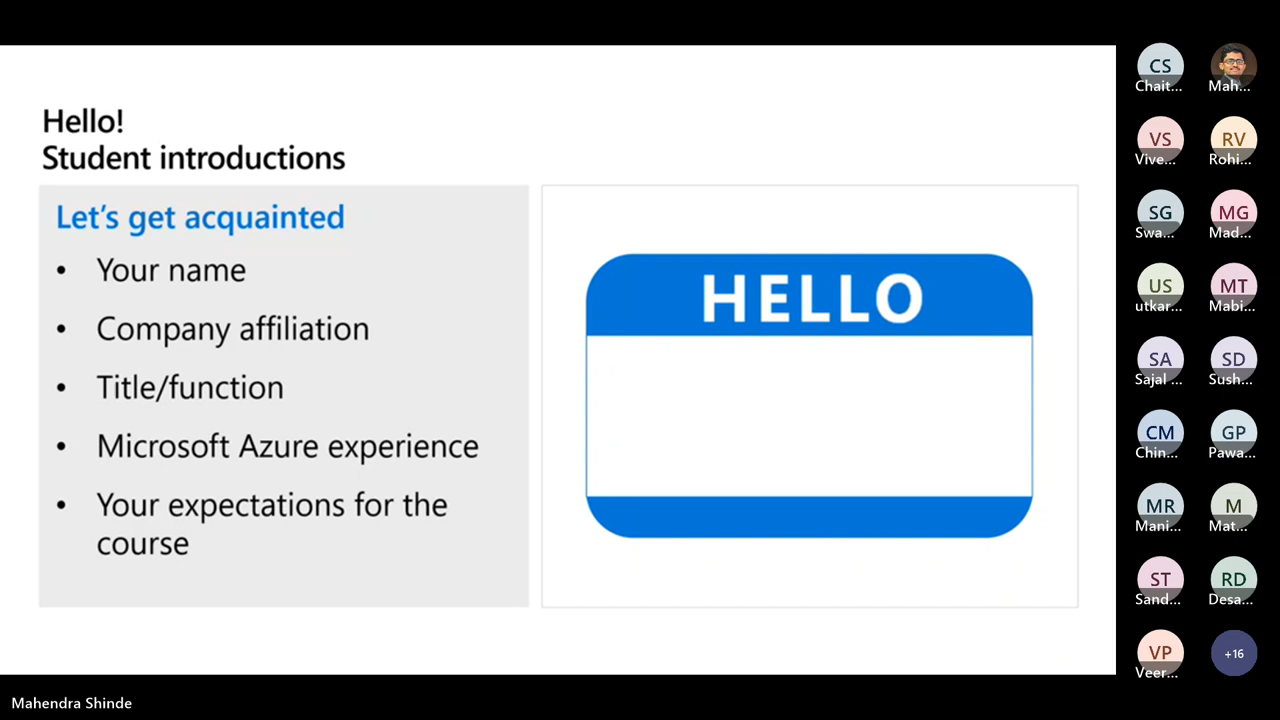 Hello!
Student introductions
Let's get acquainted
• Your name
• Company affiliation
• Title/function
• Microsoft Azure experience
• Your expectations for the
course
HELLO
CS
Chait...
Mah...
VS
Vive...
RV
Rohi...
SG
Swa...
MG
Mad...
US
utkar...
MT
Mabi...
SA
Sajal ...
SD
Sush...
CM
Chin...
GP
Pawa...
MR
Mani...
M
Mat...
ST
Sand...
RD
Desa...
VP
Veer...
+16
Mahendra Shinde